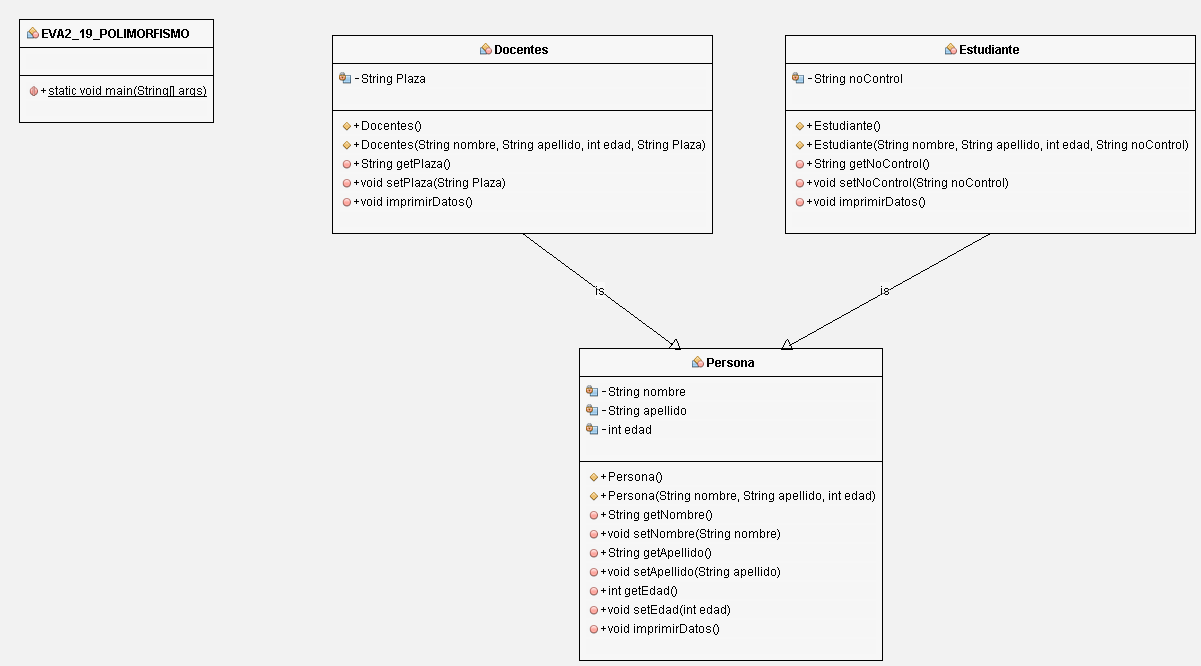 EVA2_19_POLIMORFISMO
+static void main(String[] args)
Docentes
-String Plaza
+Docentes()
+Docentes(String nombre, String apellido, int edad, String Plaza)
+String getPlaza()
+void setPlaza(String Plaza)
+void imprimirDatos()
Estudiante
-String noControl
+Estudiante()
+Estudiante(String nombre, String apellido, int edad, String noControl)
+String getNoControl()
+void setNoControl(String noControl)
+void imprimirDatos()
is
is
Persona
-String nombre
-String apellido
-int edad
+Persona()
+Persona(String nombre, String apellido, int edad)
+String getNombre()
+void setNombre(String nombre)
+String getApellido()
+void setApellido(String apellido)
+int getEdad()
+void setEdad(int edad)
+void imprimirDatos()